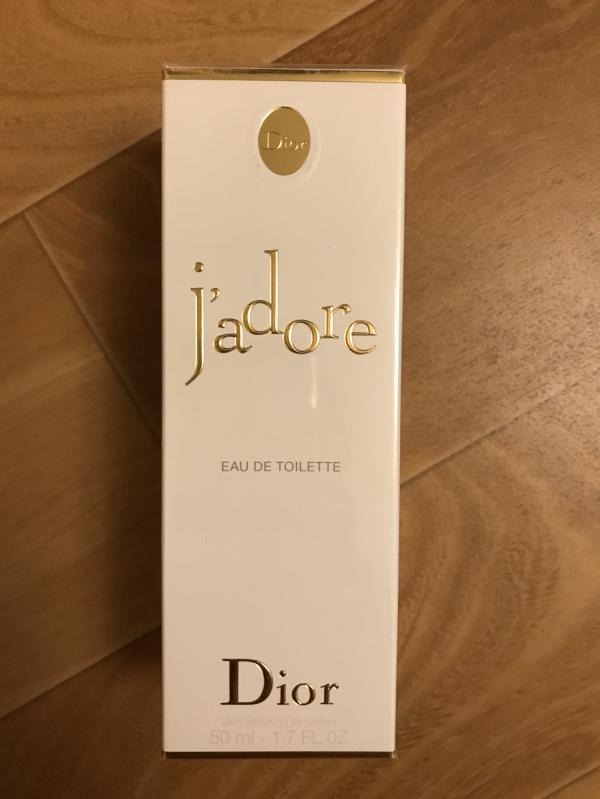 Dior
j'adore
EAU DE TOILETTE
Dior
VAPORISATEUR SPRAY
50 ml - 1.7 FL.OZ